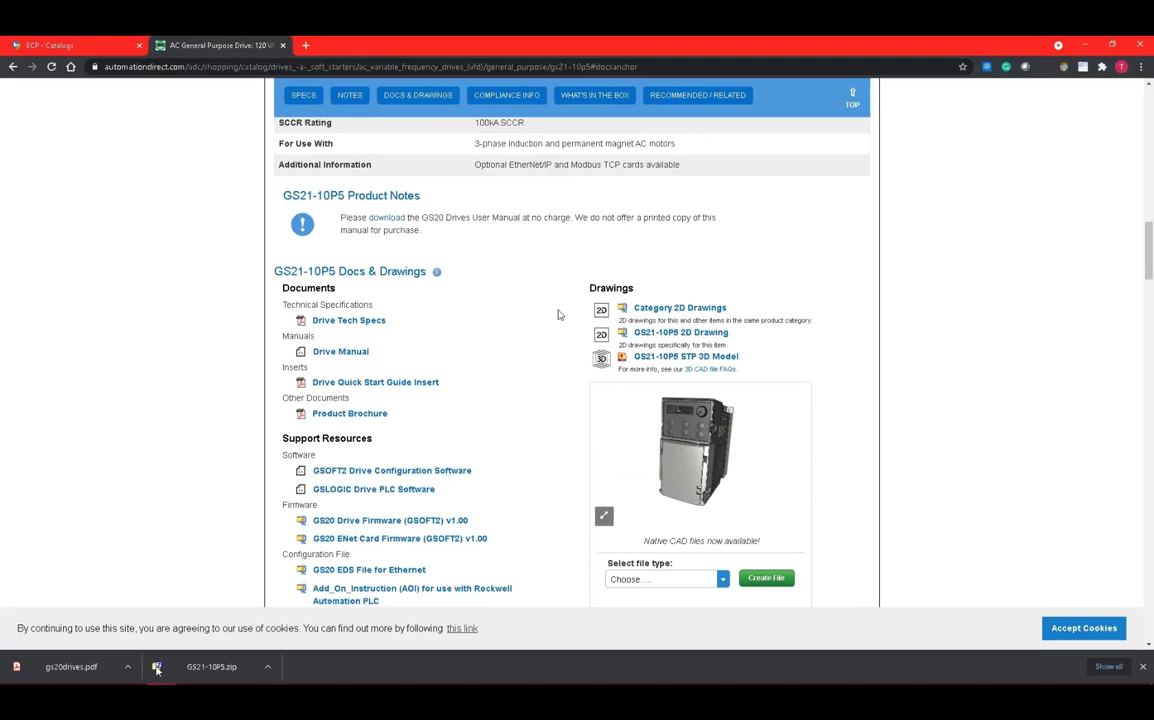 ECP - Catalogs
AC General Purpose Drive: 120 VA
automationdirect.com/adc/shopping/catalog/drives_-a-_soft_starters/ac_variable_frequency_drives_(vfd)/general_purpose/gs21-10p5#docsanchor
SPECS NOTES DOCS & DRAWINGS COMPLIANCE INFO WHAT'S IN THE BOX RECOMMENDED / RELATED
TOP
SCCR Rating 100kA SCCR
For Use With 3-phase induction and permanent magnet AC motors
Additional Information Optional EtherNet/IP and Modbus TCP cards available
GS21-10P5 Product Notes
Please download the GS20 Drives User Manual at no charge. We do not offer a printed copy of this
manual for purchase.
GS21-10P5 Docs & Drawings
Documents
Technical Specifications
Drive Tech Specs
Manuals
Drive Manual
Inserts
Drive Quick Start Guide Insert
Other Documents
Product Brochure
Support Resources
Software
GSOFT2 Drive Configuration Software
GSLOGIC Drive PLC Software
Firmware
GS20 Drive Firmware (GSOFT2) v1.00
GS20 ENet Card Firmware (GSOFT2) v1.00
Configuration File
GS20 EDS File for Ethernet
Add_On_Instruction (AOI) for use with Rockwell
Automation PLC
Drawings
2D Category 2D Drawings
2D drawings for this and other items in the same product category.
2D GS21-10P5 2D Drawing
2D drawings specifically for this item.
3D GS21-10P5 STP 3D Model
For more info, see our 3D CAD file FAQs.
Native CAD files now available!
Select file type:
Choose..... Create File
By continuing to use this site, you are agreeing to our use of cookies. You can find out more by following this link
Accept Cookies
gs20drives.pdf GS21-10P5.zip Show all